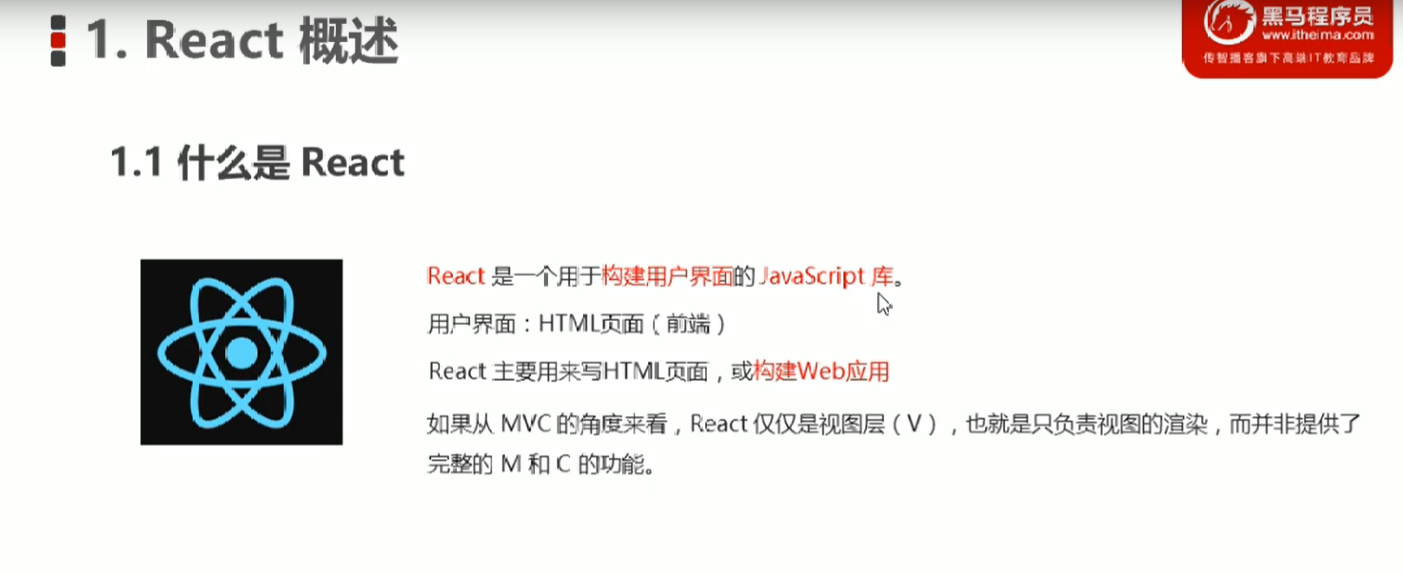 1. React 概述
黑马程序员
www.itheima.com
传智播客旗下高端IT教育品牌
1.1 什么是 React
React 是一个用于构建用户界面的 JavaScript 库。
用户界面：HTML页面（前端）
React 主要用来写HTML页面，或构建Web应用
如果从 MVC 的角度来看，React 仅仅是视图层（V），也就是只负责视图的渲染，而并非提供了
完整的 M 和 C 的功能。